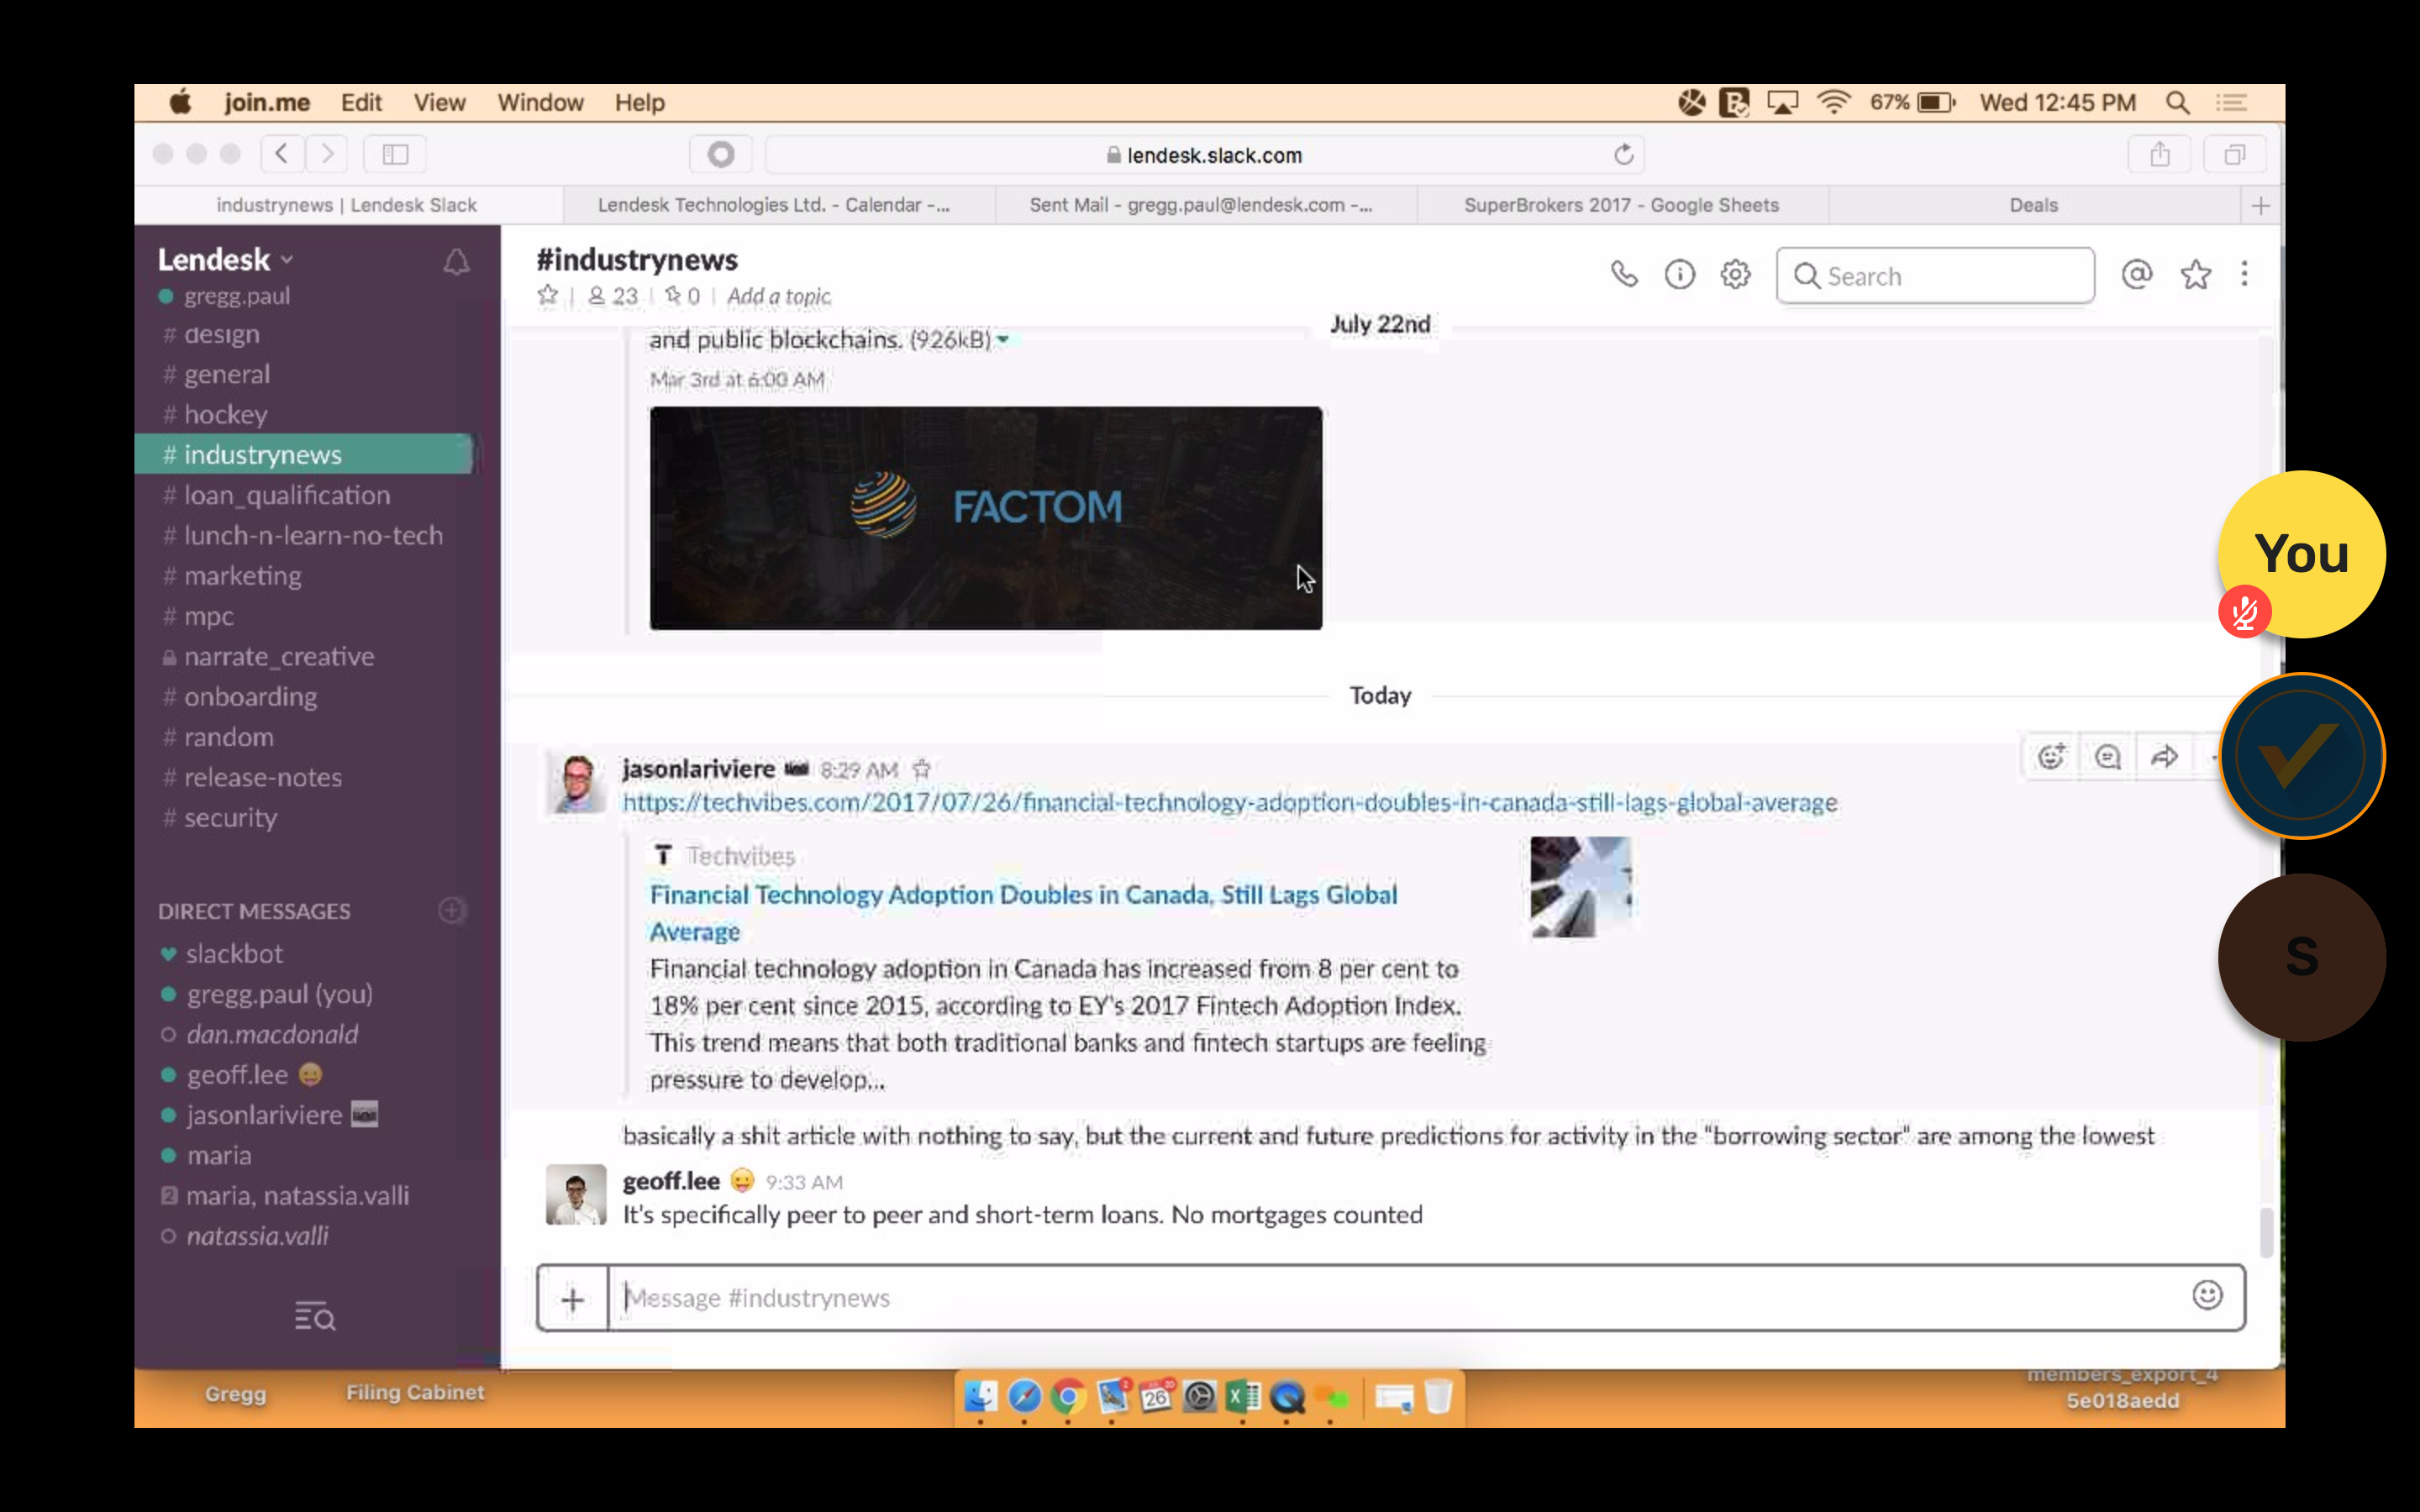 join.me Edit View Window Help 67% Wed 12:45 PM
lendesk.slack.com
industrynews | Lendesk Slack
Lendesk Technologies Ltd. - Calendar -...
Sent Mail - gregg.paul@lendesk.com -...
SuperBrokers 2017 - Google Sheets
Deals
Lendesk
gregg.paul
# design
# general
# hockey
# industrynews
# loan_qualification
# lunch-n-learn-no-tech
# marketing
# mpc
narrate_creative
# onboarding
# random
# release-notes
# security
DIRECT MESSAGES
slackbot
gregg.paul (you)
dan.macdonald
geoff.lee
jasonlariviere
maria
2 maria, natassia.valli
natassia.valli
#industrynews
23 | 0 | Add a topic
Search
July 22nd
and public blockchains. (926kB)
Mar 3rd at 6:00 AM
FACTOM
Today
jasonlariviere 8:29 AM
https://techvibes.com/2017/07/26/financial-technology-adoption-doubles-in-canada-still-lags-global-average
T Techvibes
Financial Technology Adoption Doubles in Canada, Still Lags Global
Average
Financial technology adoption in Canada has increased from 8 per cent to
18% per cent since 2015, according to EY's 2017 Fintech Adoption Index.
This trend means that both traditional banks and fintech startups are feeling
pressure to develop...
basically a shit article with nothing to say, but the current and future predictions for activity in the "borrowing sector" are among the lowest
geoff.lee 9:33 AM
It's specifically peer to peer and short-term loans. No mortgages counted
Message #industrynews
You
S
Gregg
Filing Cabinet
26
members_export_4
5e018aedd